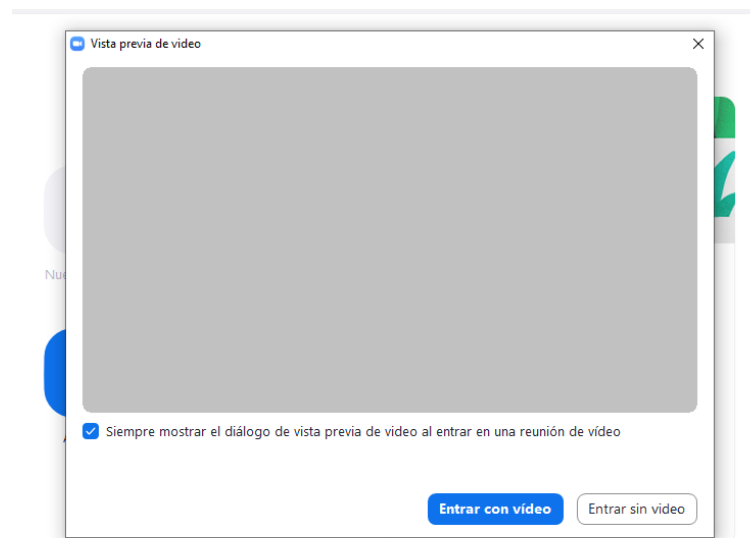 Vista previa de video
Nue
Siempre mostrar el diálogo de vista previa de video al entrar en una reunión de vídeo
Entrar con vídeo
Entrar sin video